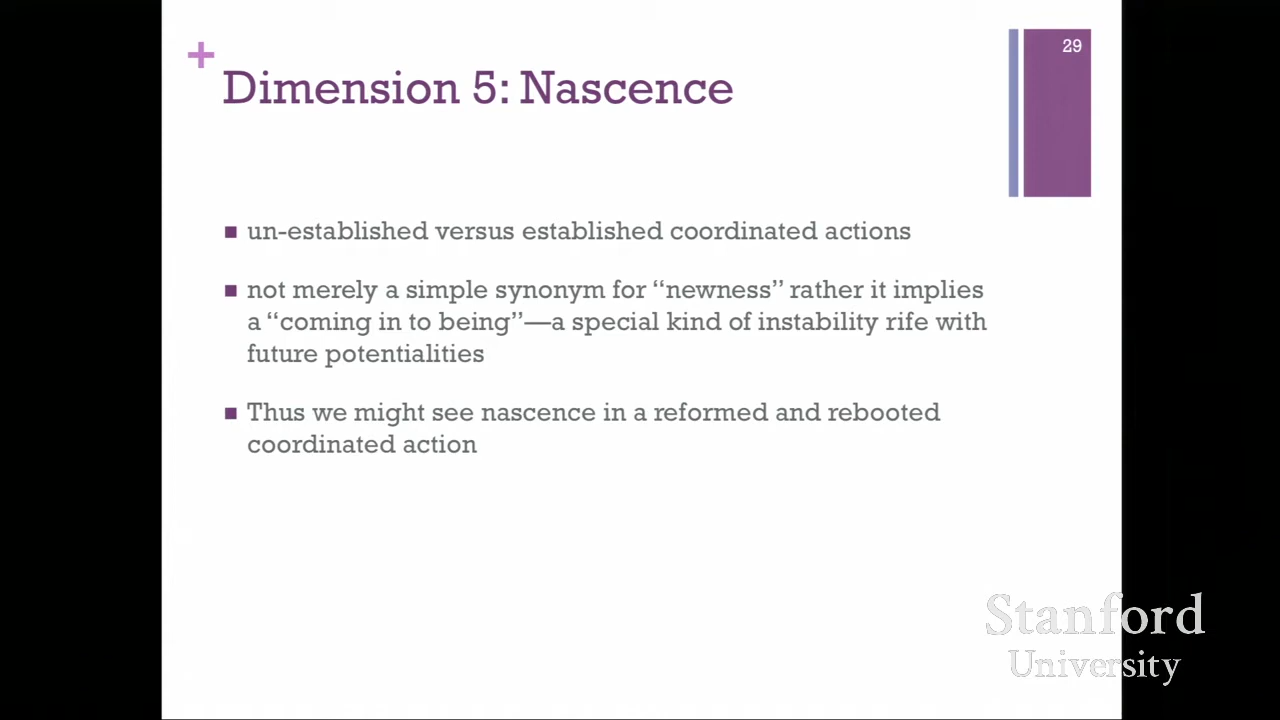 29
+
Dimension 5: Nascence
un-established versus established coordinated actions
not merely a simple synonym for “newness” rather it implies
a “coming in to being”—a special kind of instability rife with
future potentialities
Thus we might see nascence in a reformed and rebooted
coordinated action
Stanford
University